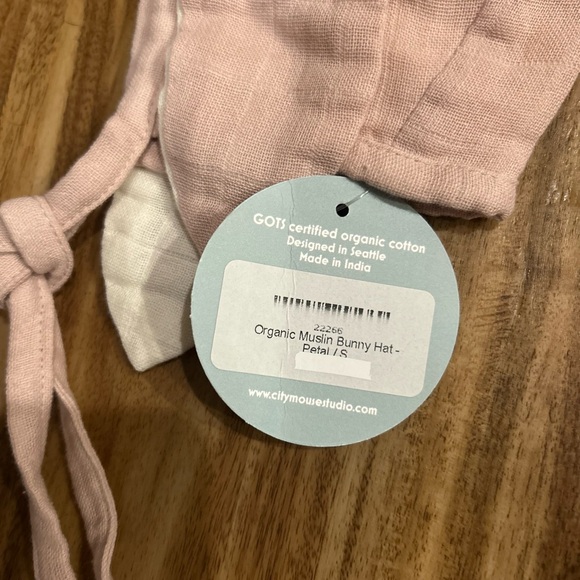 GOTS certified organic cotton
Designed in Seattle
Made in India
22266
Organic Muslin Bunny Hat -
Petal / S
www.citymousestudio.com